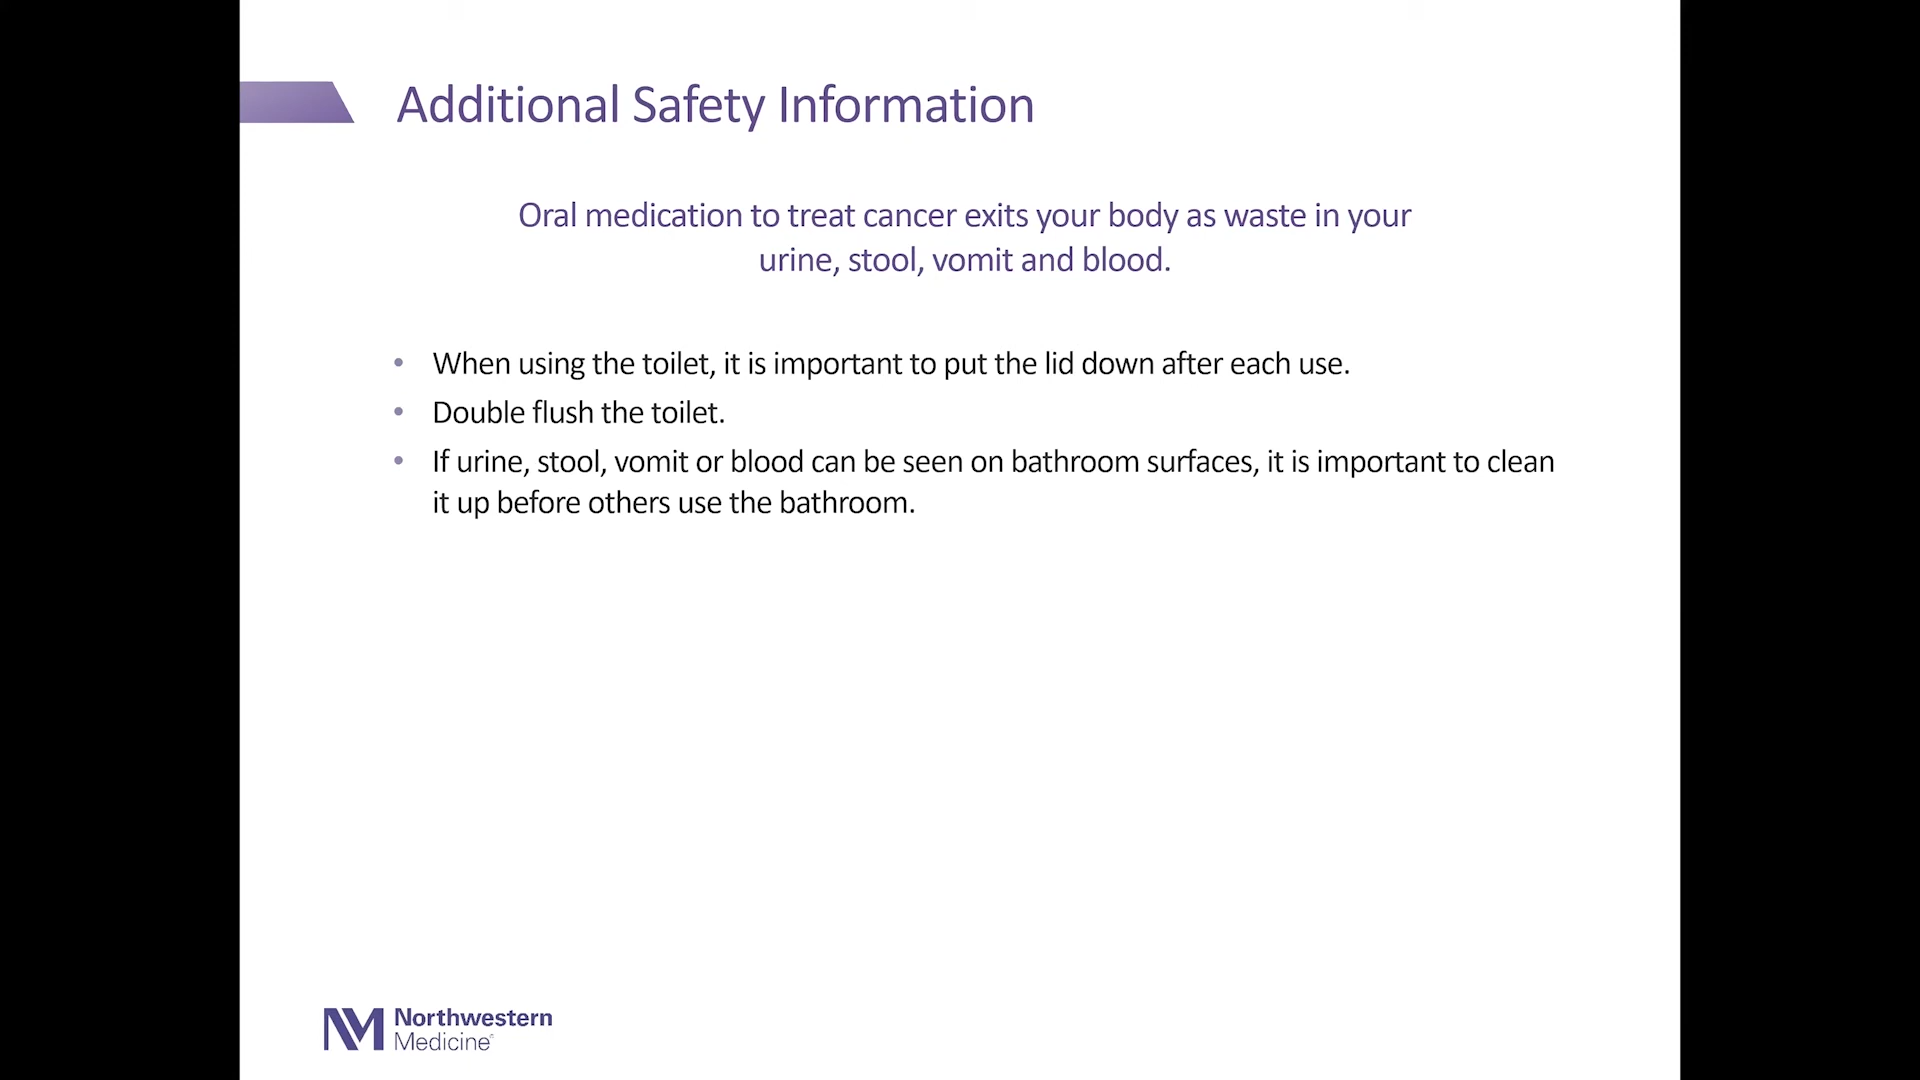 Additional Safety Information
Oral medication to treat cancer exits your body as waste in your
urine, stool, vomit and blood.
• When using the toilet, it is important to put the lid down after each use.
• Double flush the toilet.
• If urine, stool, vomit or blood can be seen on bathroom surfaces, it is important to clean
it up before others use the bathroom.
NM Northwestern
Medicine®